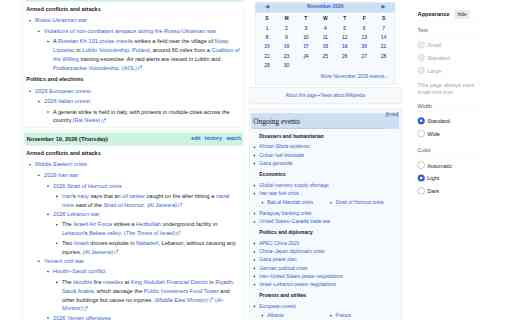 Armed conflicts and attacks
Russo-Ukrainian war
Violations of non-combatant airspace during the Russo-Ukrainian war
A Russian Kh-101 cruise missile strikes a field near the village of
in Lublin Voivodeship, Poland, around 60 miles from a Coalition of
the Willing training exercise. Air raid alerts are issued in Lublin and
Podkarpackie Voivodeship. (AOL)
Politics and elections
2026 European unrest
2026 Italian unrest
A general strike is held in Italy, with protests in multiple cities across the
country. (Rai News)
November 19, 2026 (Thursday)
edit history watch
Armed conflicts and attacks
Middle Eastern crisis
2026 Iran war
2026 Strait of Hormuz crisis
Iran's navy says that an oil tanker caught on fire after hitting a naval
mine east of the Strait of Hormuz. (Al Jazeera)
2026 Lebanon war
The Israeli Air Force strikes a Hezbollah underground facility in
Lebanon's Bekaa valley. (The Times of Israel)
Two Israeli drones explode in Nabatieh, Lebanon, without causing any
injuries. (Al Jazeera)
Yemeni civil war
Houthi–Saudi conflict
The Houthis fire missiles at King Abdullah Financial District in Riyadh,
Saudi Arabia, which damage the Public Investment Fund Tower and
other buildings but cause no injuries. (Middle East Monitor) (Al-
Monitor)
2026 Yemen offensives
November 2026
S M T W T F S
1 2 3 4 5 6 7
8 9 10 11 12 13 14
15 16 17 18 19 20 21
22 23 24 25 26 27 28
29 30
More November 2026 events...
About this page • News about Wikipedia
Ongoing events
Disasters and humanitarian
Global fuel blockade
Gaza genocide
Economics
Global memory supply shortage
Iran war fuel crisis
Bab al-Mandab crisis
Strait of Hormuz crisis
Paraguay banking crisis
United States–Canada trade war
Politics and diplomacy
APEC China 2026
China–Japan diplomatic crisis
Gaza peace plan
German political crisis
Iran–United States peace negotiations
Israel–Lebanon peace negotiations
Protests and strikes
European unrest
Albania
France
Appearance hide
Text
Small
Standard
Large
This page always uses
small font size
Width
Standard
Wide
Color
Automatic
Light
Dark